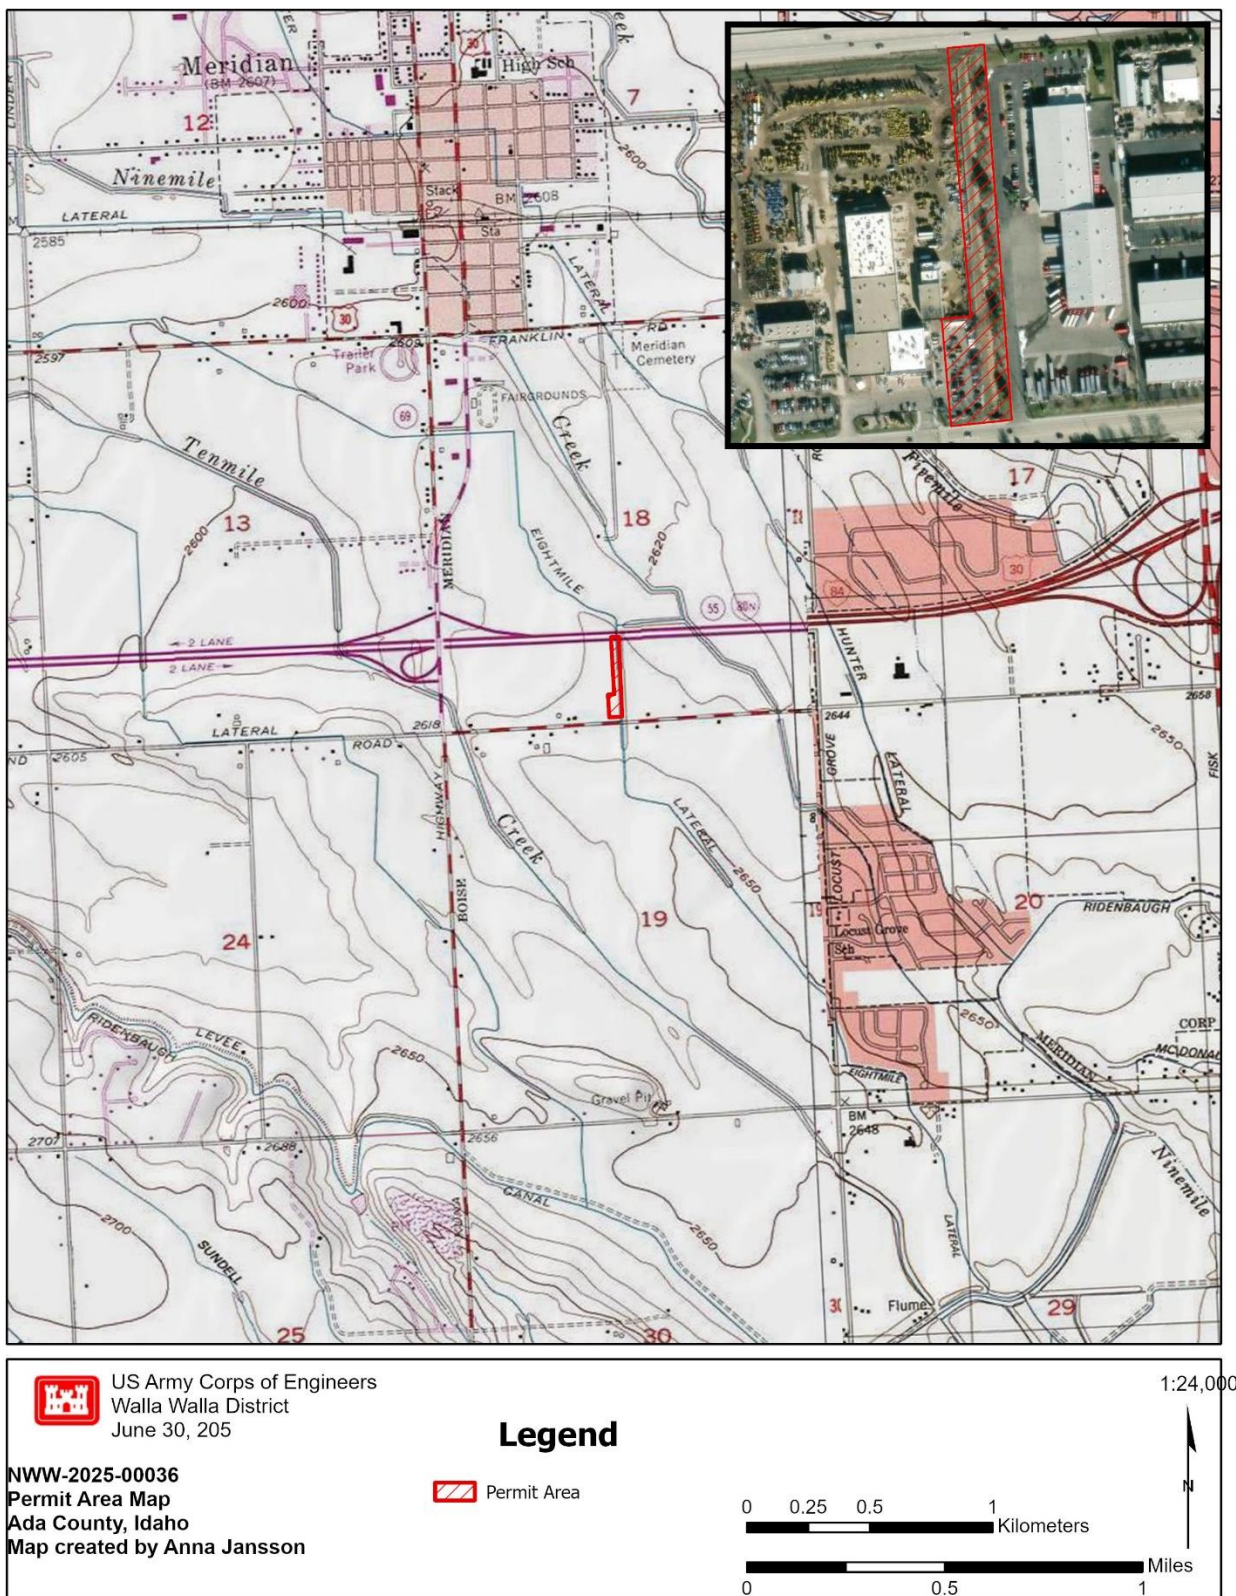 Meridian
(BM 2607)
30
High Sch
Creek
7
12
2600
Ninemile
LATERAL
Stack
BM 2608
Sta
2585
LATERAL
2600
30
2609
FRANKLIN
RD
2597
Trailer
Park
Meridian
Cemetery
69
FAIRGROUNDS
Tenmile
Creek
Fivemile
17
13
18
2600
MERIDIAN
EIGHTMILE
2620
30
84
55
80N
2 LANE
2 LANE
HUNTER
2618
2644
2658
LATERAL
ROAD
2605
GROVE
LATERAL
2650
FISK
HIGHWAY
Creek
LATERAL
2650
LOCUST
BOISE
19
19
20
RIDENBAUGH
24
Locust Grove
Sch
RIDENBAUGH
LEVEE
2650
2650
MERIDIAN
CORP
MCDONAL
EIGHTMILE
Gravel Pit
BM
2648
2707
2688
2656
Ninemile
CANAL
2700
2650
LATERAL
SUNDELL
Flume
29
25
30
US Army Corps of Engineers
Walla Walla District
June 30, 205
NWW-2025-00036
Permit Area Map
Ada County, Idaho
Map created by Anna Jansson
Legend
Permit Area
1:24,000
N
0 0.25 0.5 1
Kilometers
Miles
0 0.5 1